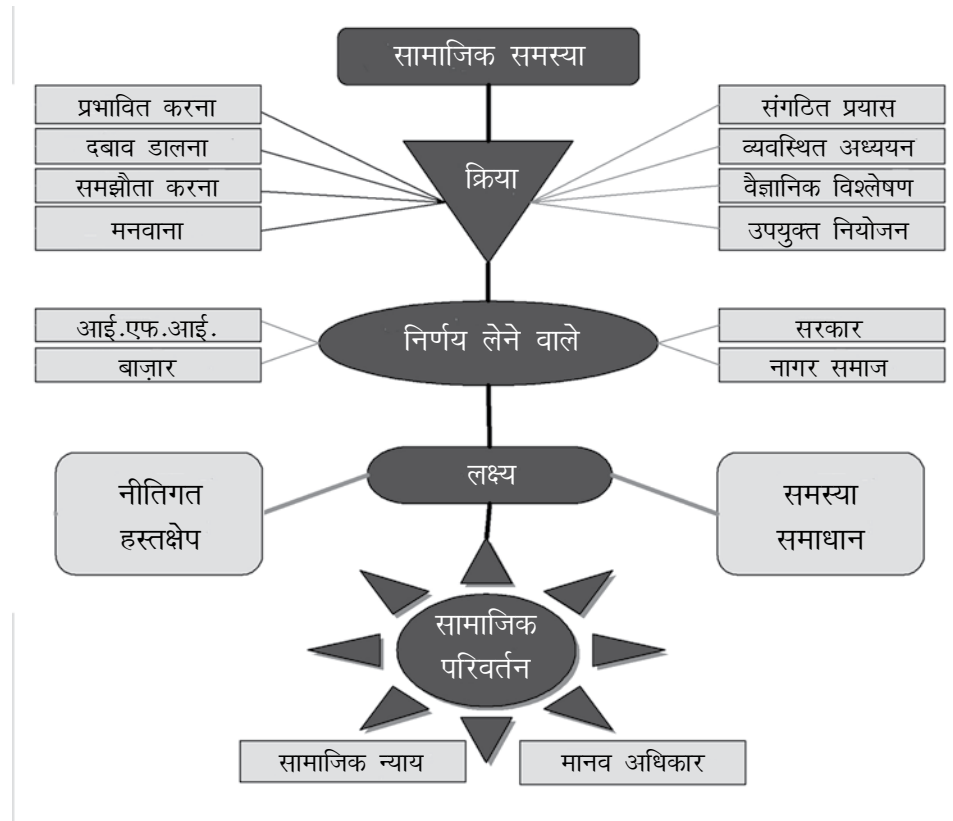 सामाजिक समस्या
प्रभावित करना
दबाव डालना
समझौता करना
मनवाना
क्रिया
संगठित प्रयास
व्यवस्थित अध्ययन
वैज्ञानिक विश्लेषण
उपयुक्त नियोजन
आई.एफ.आई.
बाज़ार
निर्णय लेने वाले
सरकार
नागर समाज
नीतिगत
हस्तक्षेप
लक्ष्य
समस्या
समाधान
सामाजिक
परिवर्तन
सामाजिक न्याय
मानव अधिकार